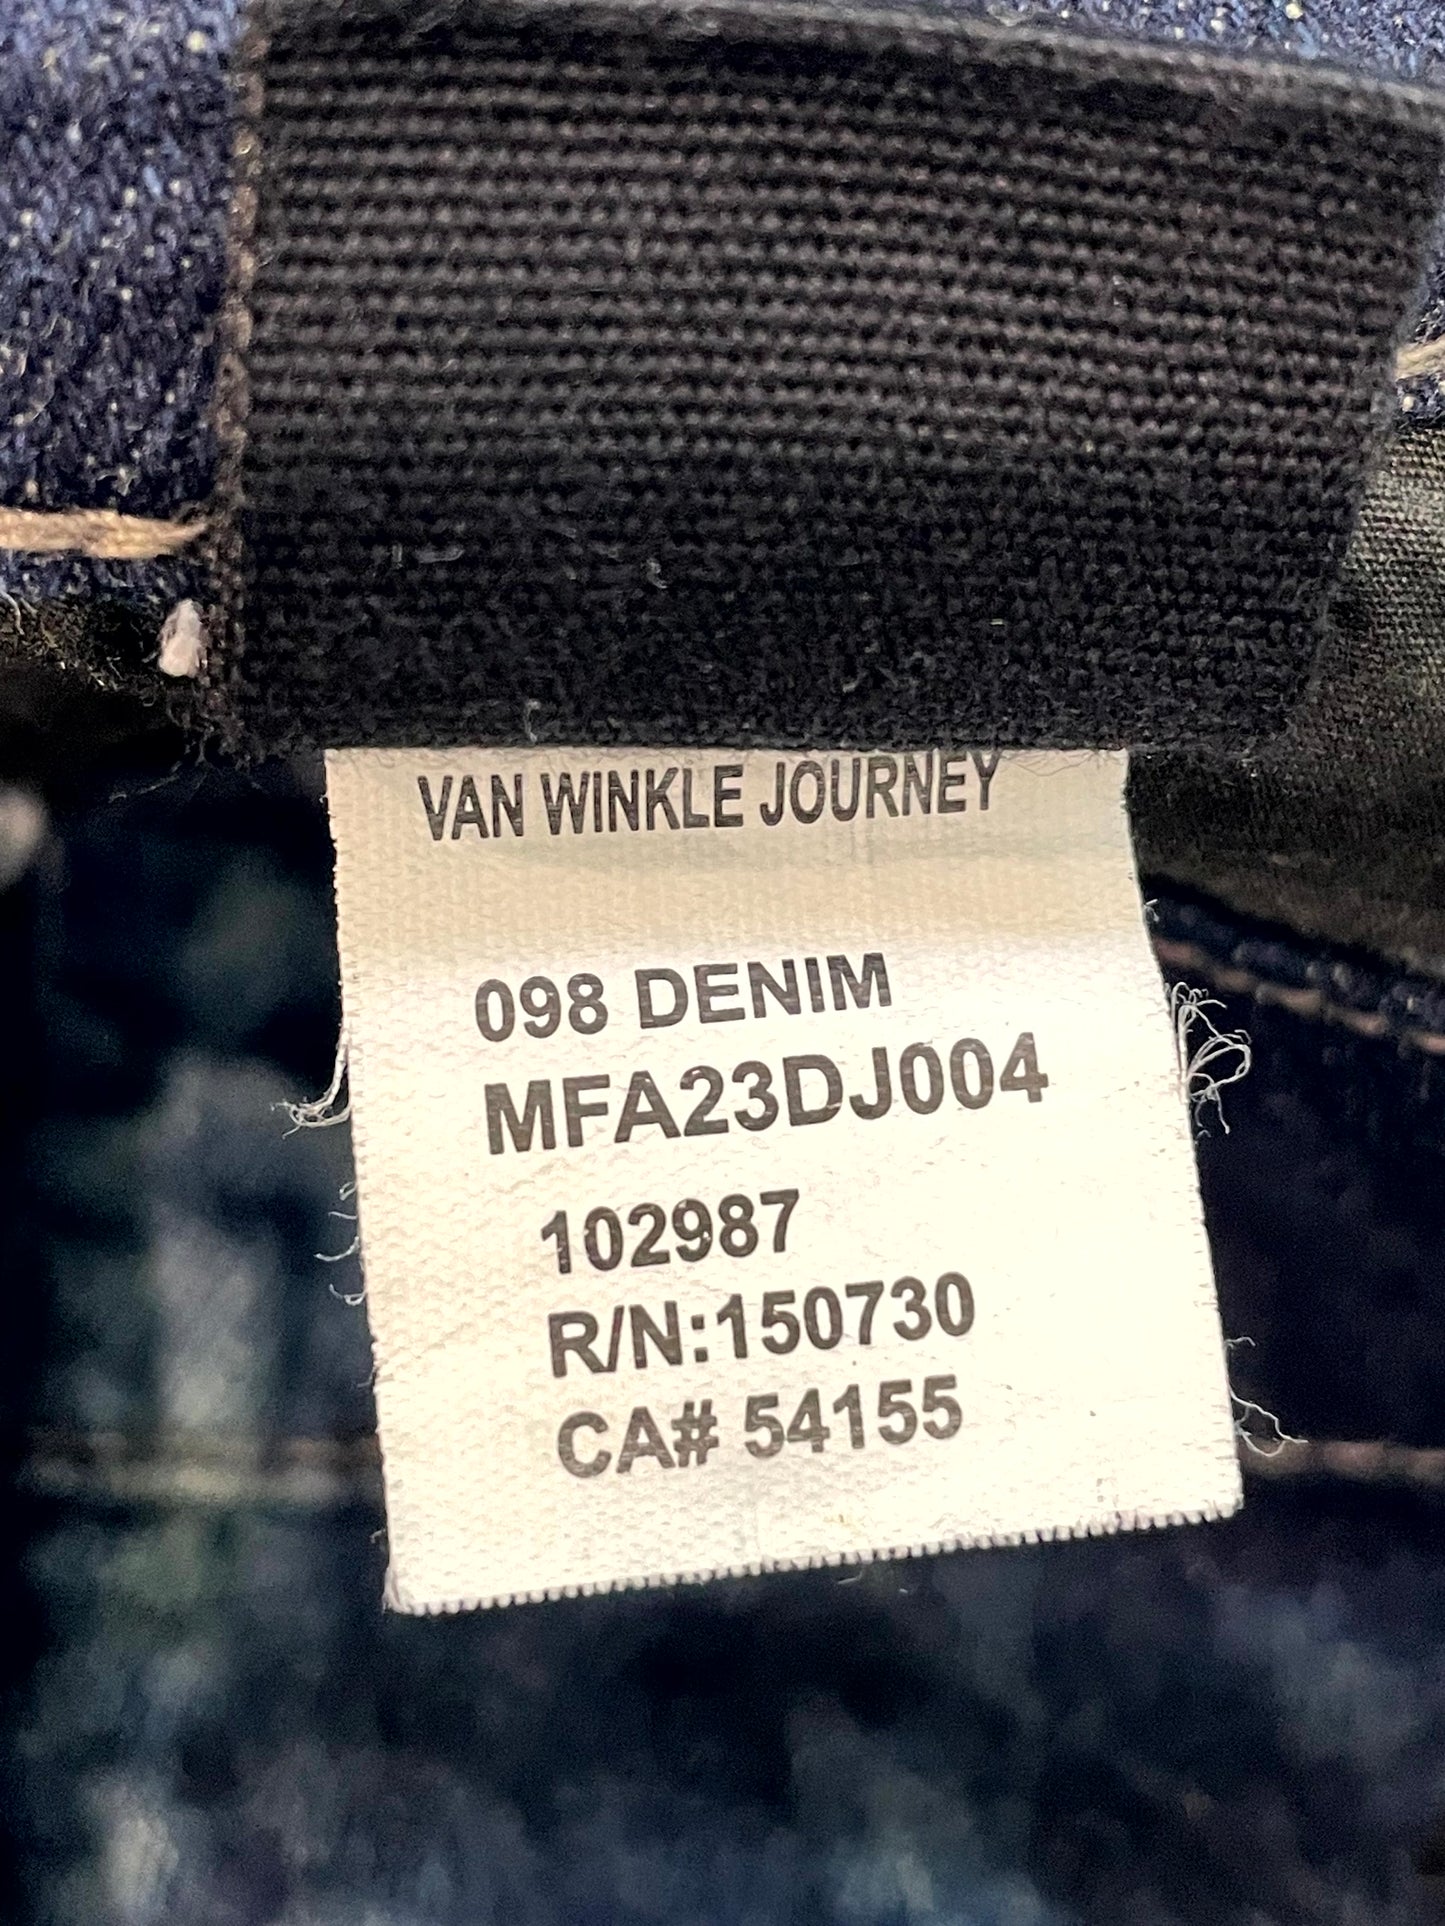 VAN WINKLE JOURNEY
098 DENIM
MFA23DJ004
102987
R/N:150730
CA# 54155